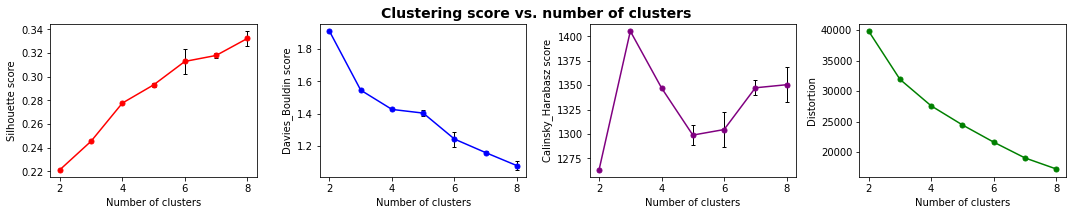 Clustering score vs. number of clusters
Silhouette score
0.34
0.32
0.30
0.28
0.26
0.24
0.22
2 4 6 8
Number of clusters
Davies_Bouldin score
1.8
1.6
1.4
1.2
2 4 6 8
Number of clusters
Calinsky_Harabasz score
1400
1375
1350
1325
1300
1275
2 4 6 8
Number of clusters
Distortion
40000
35000
30000
25000
20000
2 4 6 8
Number of clusters